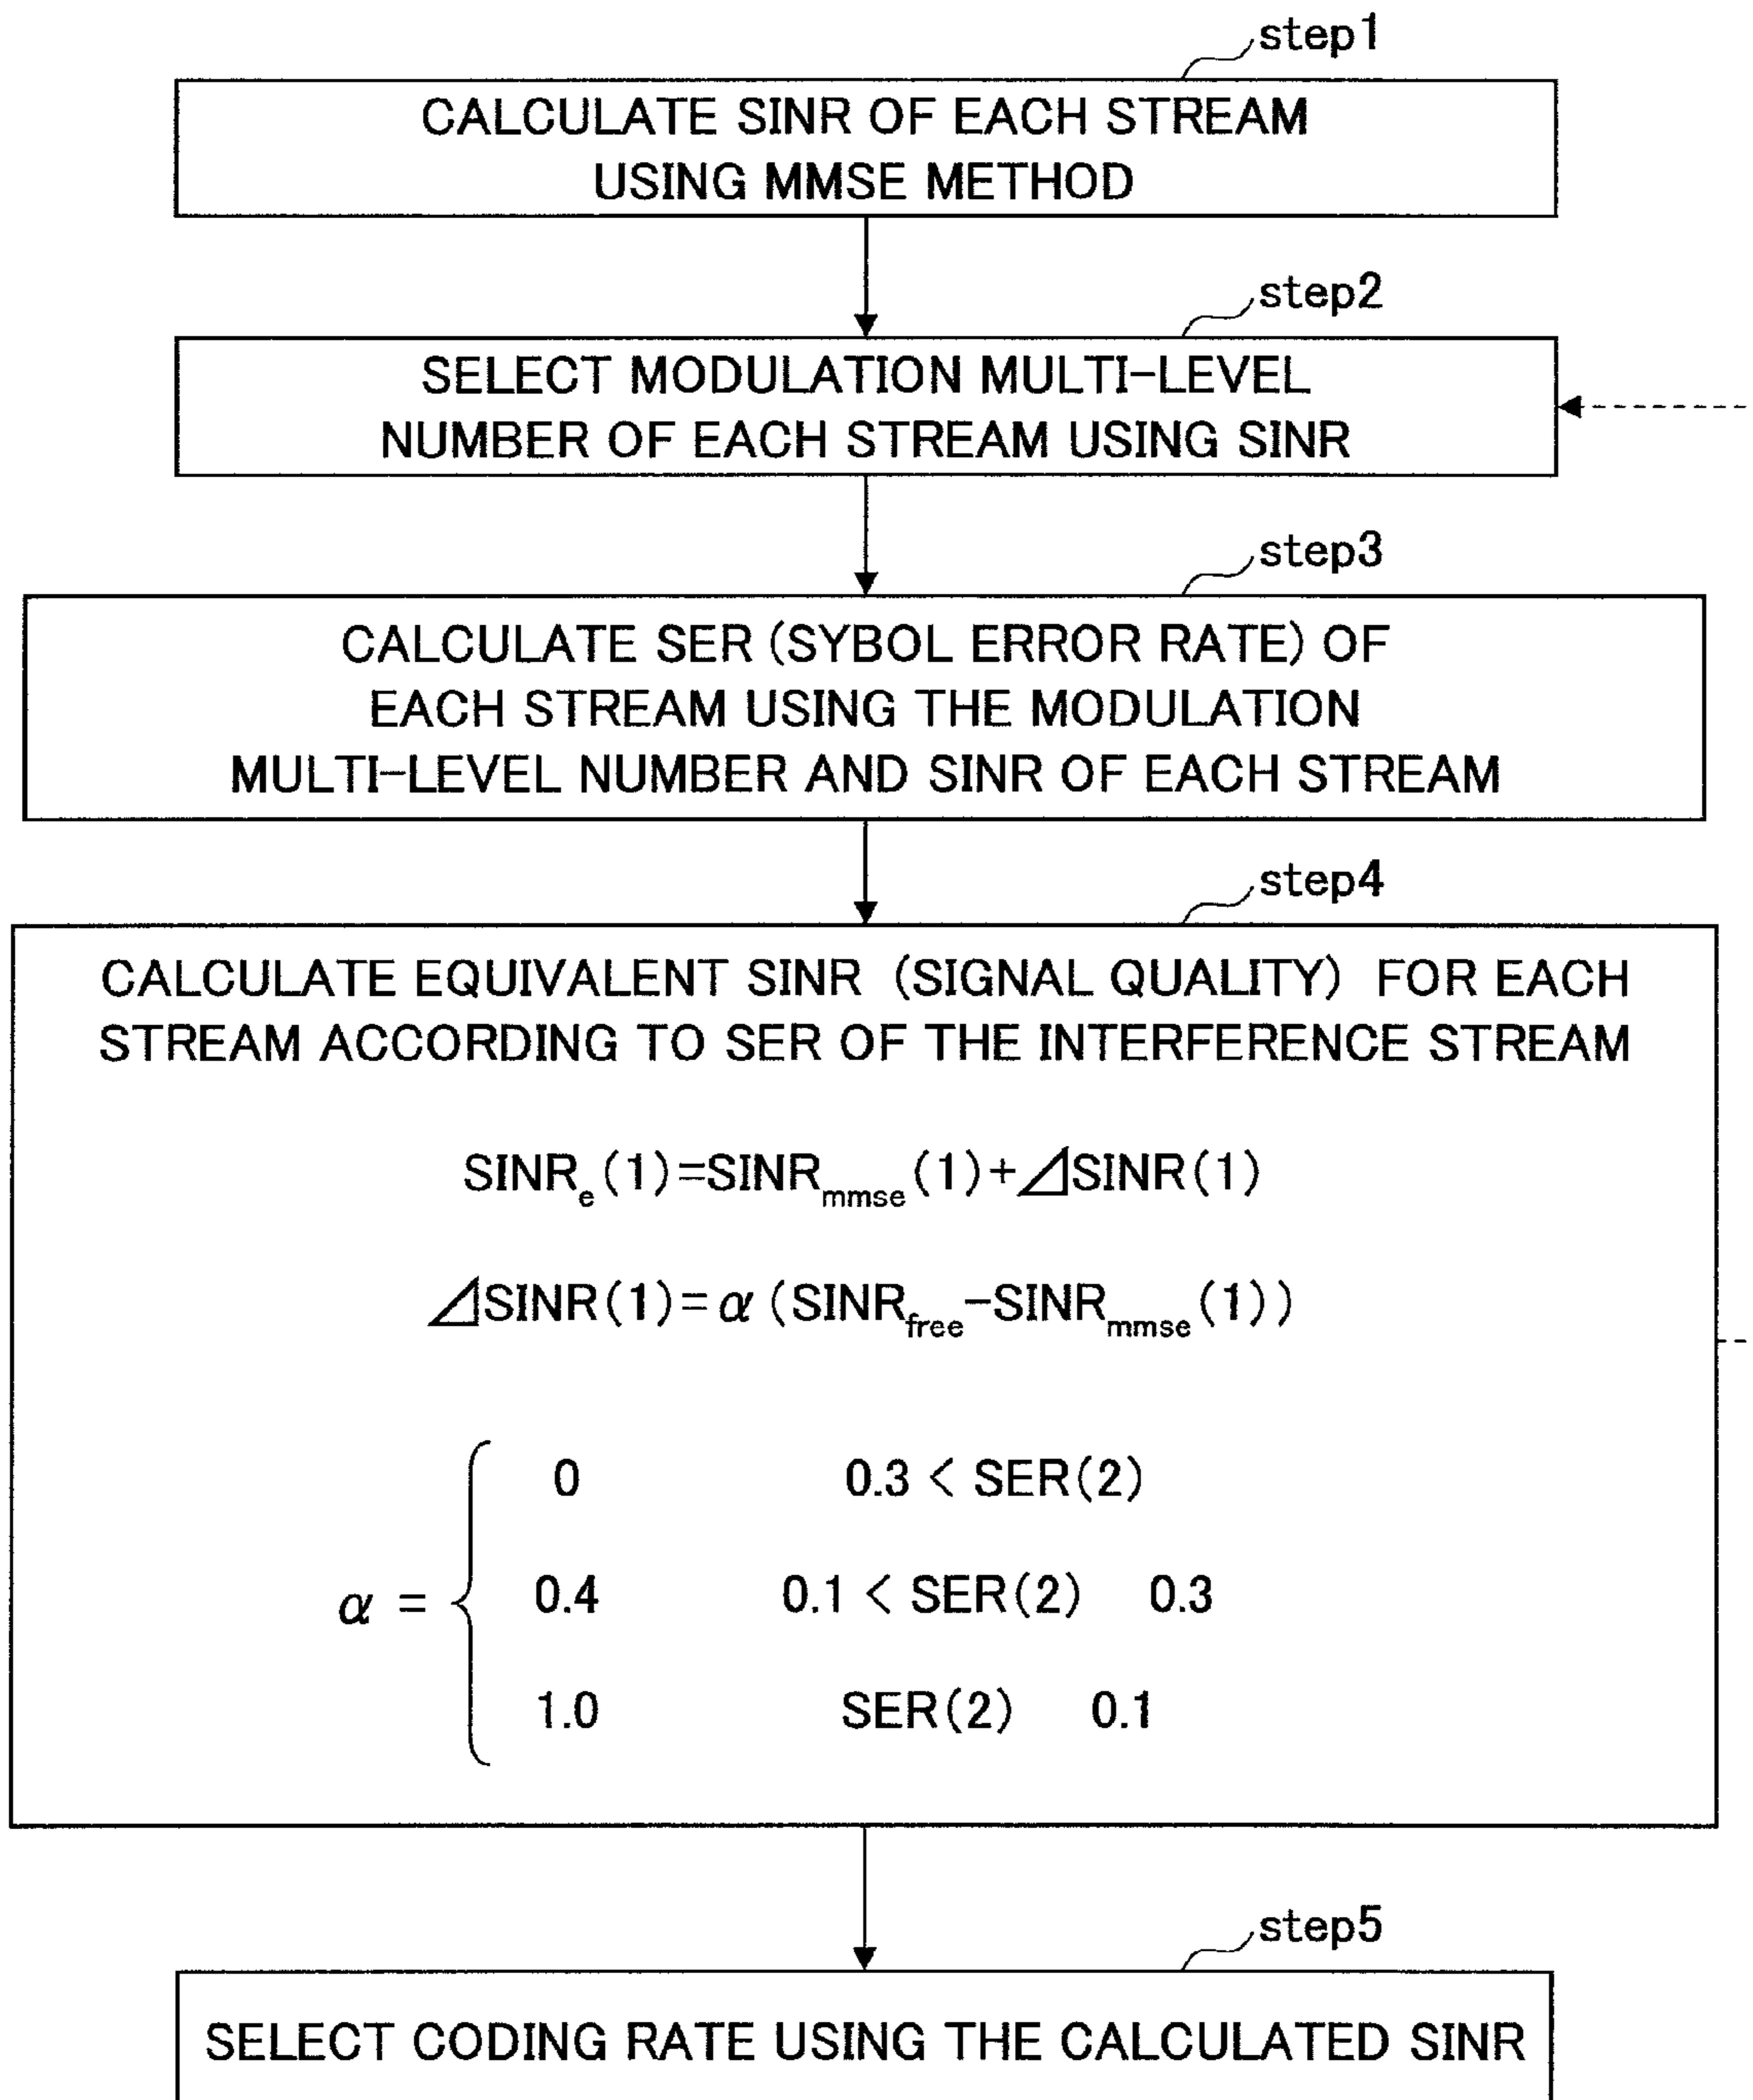 step1
CALCULATE SINR OF EACH STREAM
USING MMSE METHOD
step2
SELECT MODULATION MULTI-LEVEL
NUMBER OF EACH STREAM USING SINR
step3
CALCULATE SER (SYBOL ERROR RATE) OF
EACH STREAM USING THE MODULATION
MULTI-LEVEL NUMBER AND SINR OF EACH STREAM
step4
CALCULATE EQUIVALENT SINR (SIGNAL QUALITY) FOR EACH
STREAM ACCORDING TO SER OF THE INTERFERENCE STREAM
SINRe(1)=SINRmmse(1)+⊿SINR(1)
⊿SINR(1)=α(SINRfree-SINRmmse(1))
0 0.3 < SER(2)
α = 0.4 0.1 < SER(2) 0.3
1.0 SER(2) 0.1
step5
SELECT CODING RATE USING THE CALCULATED SINR